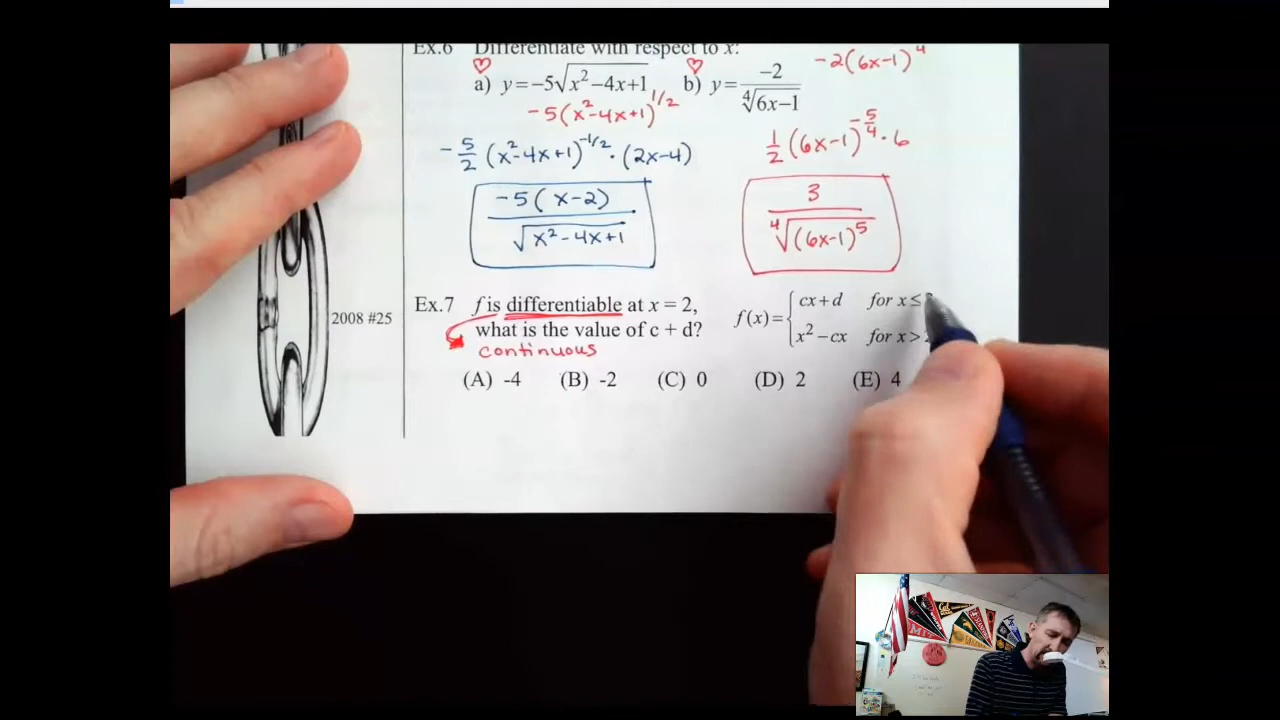 Ex.6 Differentiate with respect to x:
a) y=-5√(x²-4x+1) b) y=-2/∜(6x-1)
-2(6x-1)⁴
-5(x²-4x+1)^1/2
-5/2 (x²-4x+1)^-1/2 · (2x-4)
1/2 (6x-1)^-5/4 · 6
-5(x-2)/√(x²-4x+1)
3/∜((6x-1)⁵)
2008 #25
Ex.7 f is differentiable at x = 2,
what is the value of c + d?
continuous
f(x)={ cx+d for x≤
x²-cx for x>
(A) -4 (B) -2 (C) 0 (D) 2 (E) 4